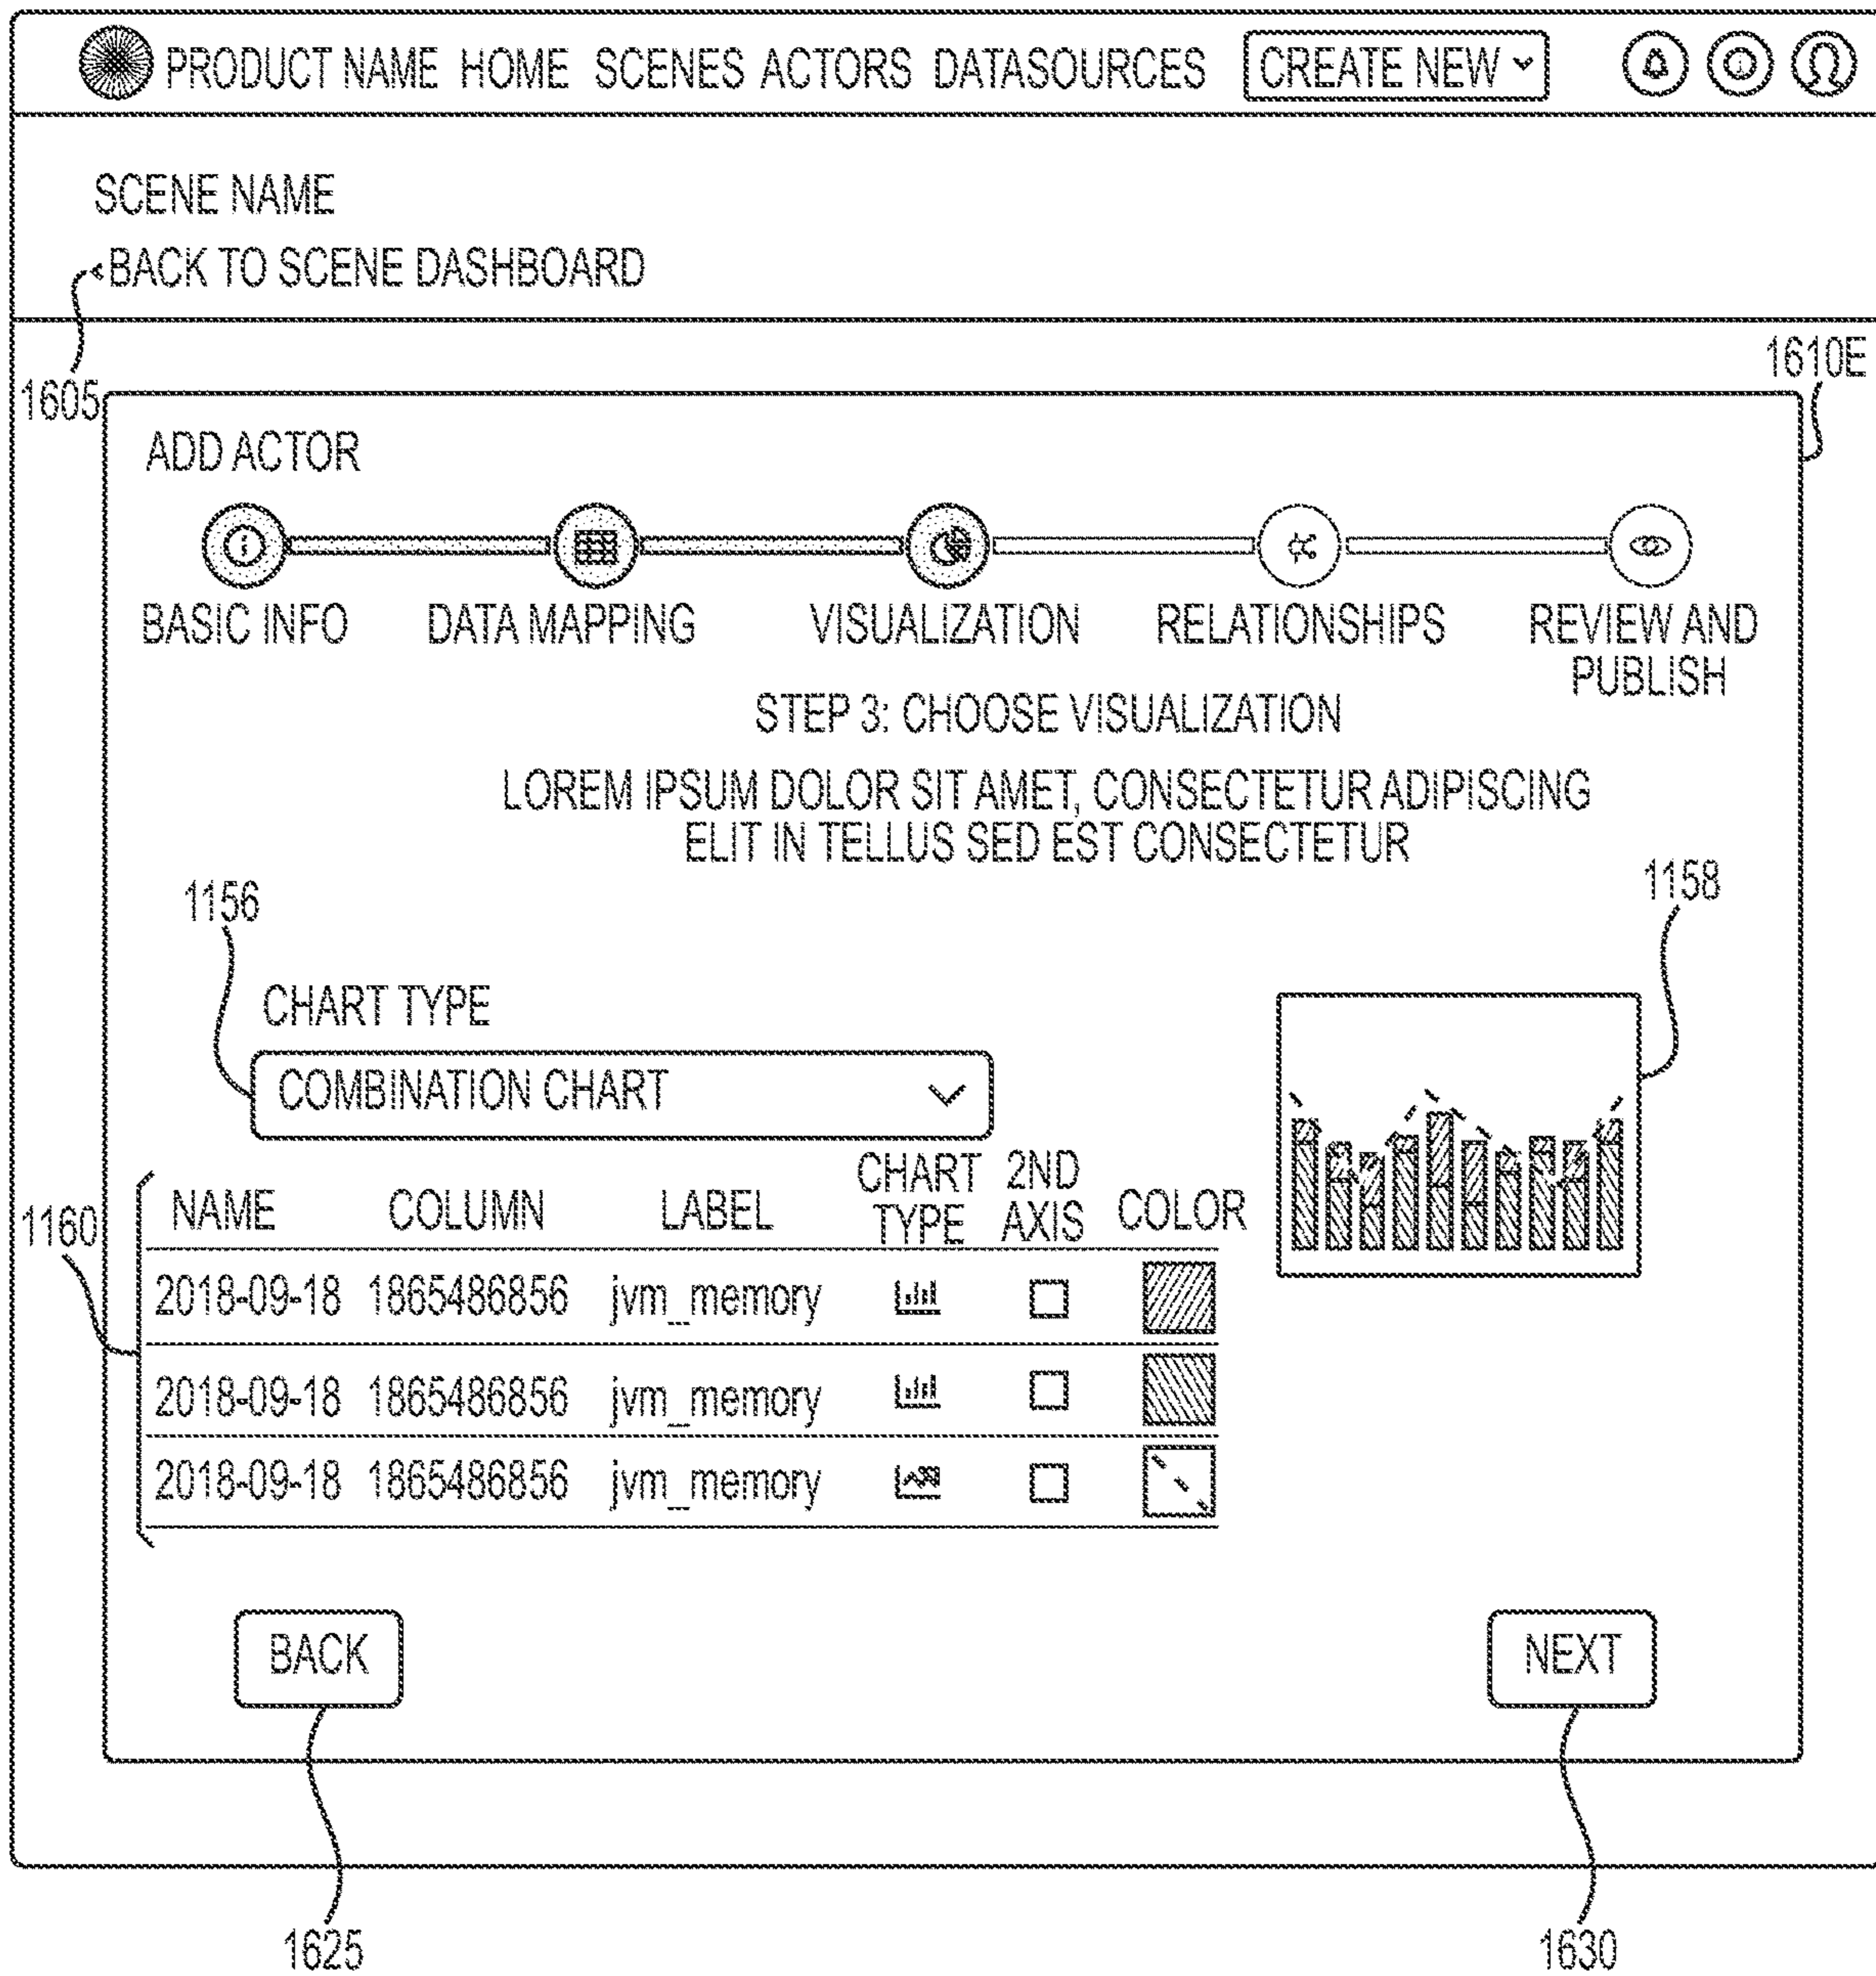 PRODUCT NAME HOME SCENES ACTORS DATASOURCES CREATE NEW
SCENE NAME
BACK TO SCENE DASHBOARD
1605
1610E
ADD ACTOR
BASIC INFO DATA MAPPING VISUALIZATION RELATIONSHIPS REVIEW AND
PUBLISH
STEP 3: CHOOSE VISUALIZATION
LOREM IPSUM DOLOR SIT AMET, CONSECTETUR ADIPISCING
ELIT IN TELLUS SED EST CONSECTETUR
1156
1158
CHART TYPE
COMBINATION CHART
1160
NAME COLUMN LABEL CHART TYPE 2ND AXIS COLOR
2018-09-18 1865486856 jvm_memory
2018-09-18 1865486856 jvm_memory
2018-09-18 1865486856 jvm_memory
BACK NEXT
1625 1630